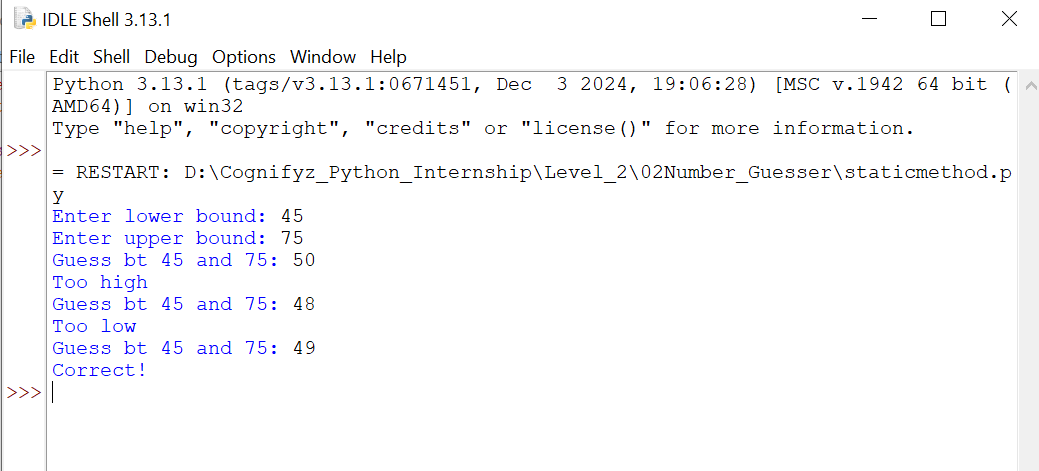 IDLE Shell 3.13.1
File Edit Shell Debug Options Window Help
Python 3.13.1 (tags/v3.13.1:0671451, Dec  3 2024, 19:06:28) [MSC v.1942 64 bit (
AMD64)] on win32
Type "help", "copyright", "credits" or "license()" for more information.
>>>
= RESTART: D:\Cognifyz_Python_Internship\Level_2\02Number_Guesser\staticmethod.p
y
Enter lower bound: 45
Enter upper bound: 75
Guess bt 45 and 75: 50
Too high
Guess bt 45 and 75: 48
Too low
Guess bt 45 and 75: 49
Correct!
>>>